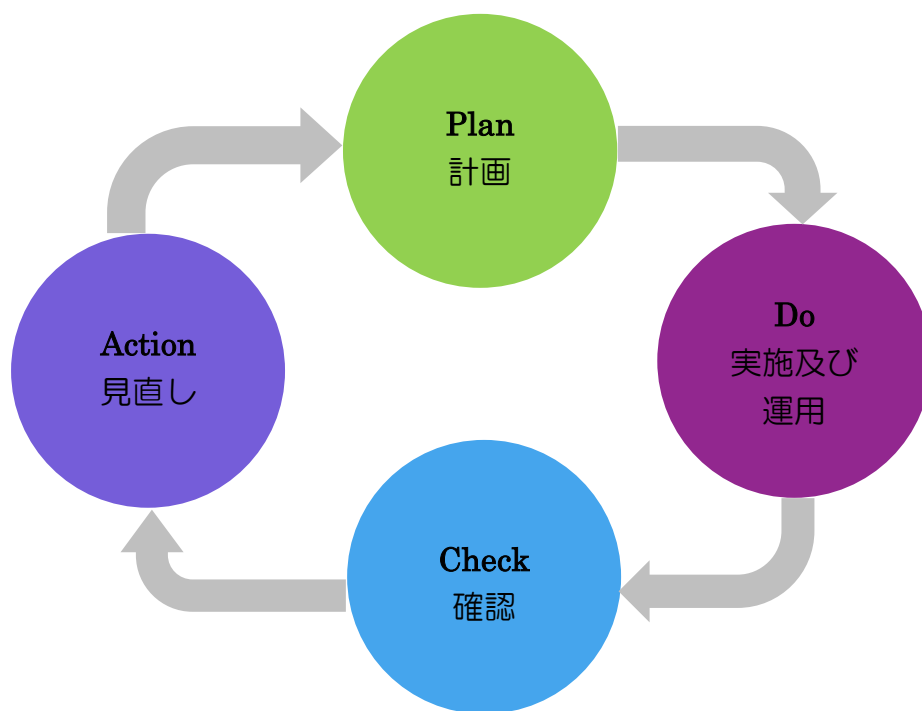 Plan
計画
Do
実施及び
運用
Check
確認
Action
見直し